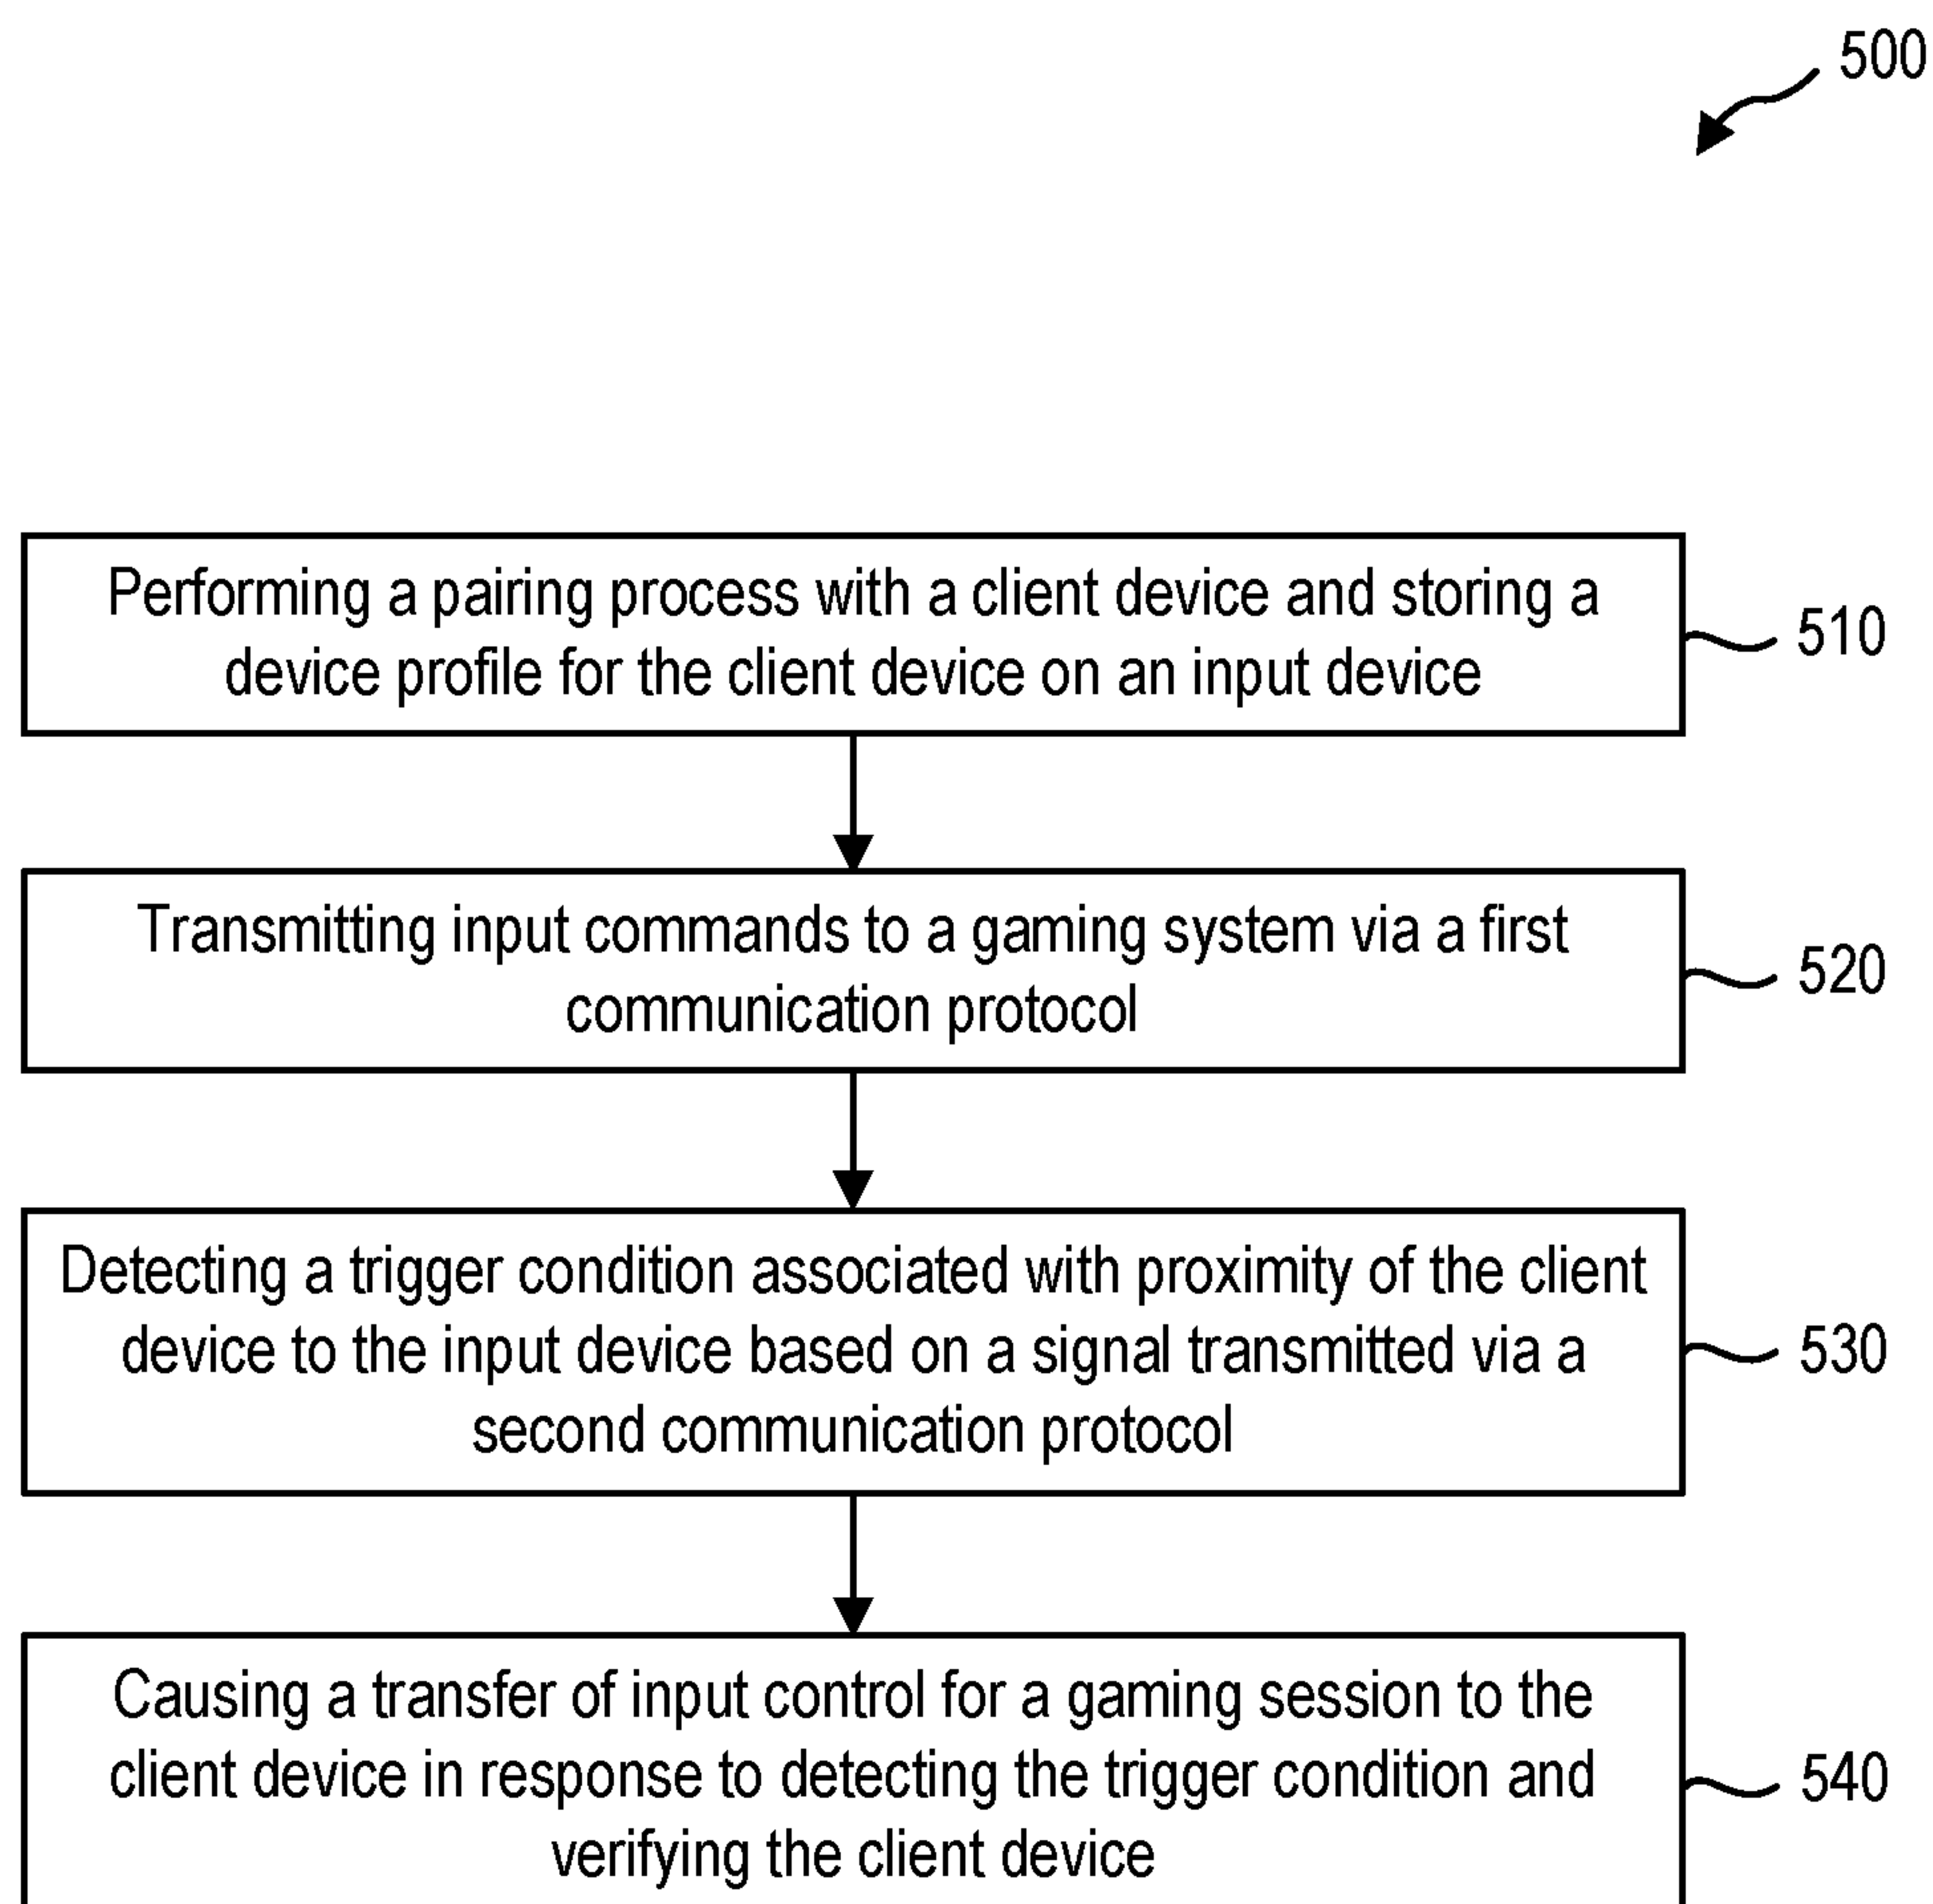 500
Performing a pairing process with a client device and storing a
device profile for the client device on an input device
510
Transmitting input commands to a gaming system via a first
communication protocol
520
Detecting a trigger condition associated with proximity of the client
device to the input device based on a signal transmitted via a
second communication protocol
530
Causing a transfer of input control for a gaming session to the
client device in response to detecting the trigger condition and
verifying the client device
540